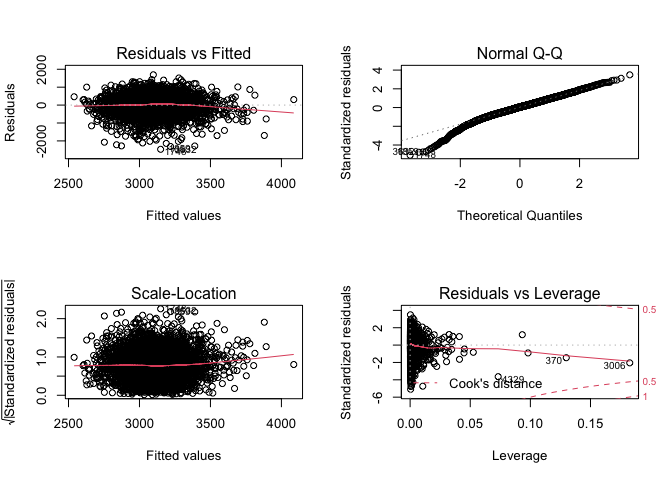 Residuals vs Fitted
Residuals
2000
0
-2000
2500
3000
3500
4000
Fitted values
Normal Q-Q
Standardized residuals
4
2
0
-4
1748
-2
0
2
Theoretical Quantiles
Scale-Location
√|Standardized residuals|
2.0
1.0
0.0
2500
3000
3500
4000
Fitted values
Residuals vs Leverage
Standardized residuals
2
0
-2
-6
370
3006
4329
Cook's distance
0.5
0.5
1
0.00
0.05
0.10
0.15
Leverage